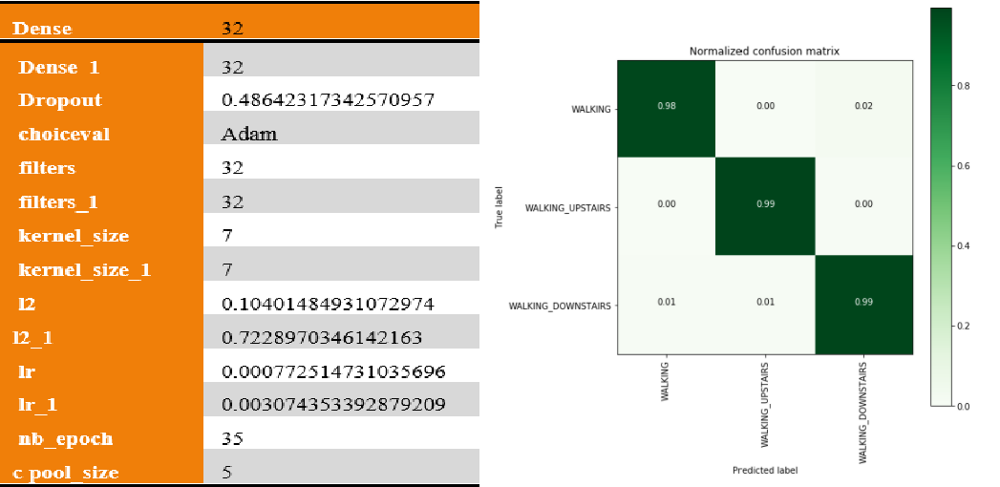 Dense 32
Dense 1 32
Dropout 0.48642317342570957
choiceval Adam
filters 32
filters_1 32
kernel_size 7
kernel_size_1 7
l2 0.10401484931072974
l2_1 0.7228970346142163
lr 0.000772514731035696
lr_1 0.003074353392879209
nb_epoch 35
c pool_size 5
Normalized confusion matrix
True label
WALKING 0.98 0.00 0.02
WALKING_UPSTAIRS 0.00 0.99 0.00
WALKING_DOWNSTAIRS 0.01 0.01 0.99
WALKING
WALKING_UPSTAIRS
WALKING_DOWNSTAIRS
Predicted label
0.8
0.6
0.4
0.2
0.0